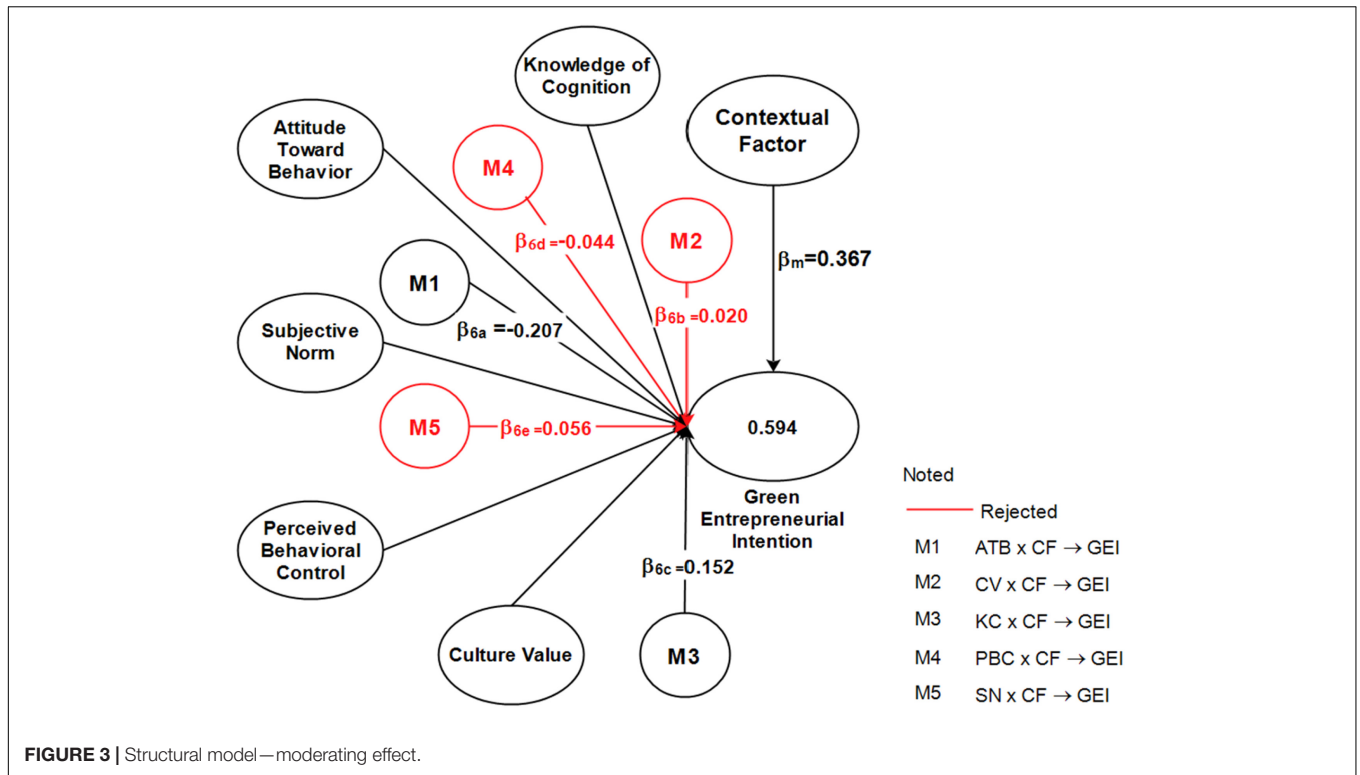 Knowledge of
Cognition
Contextual
Factor
Attitude
Toward
Behavior
M4
M2
β6d =-0.044
βm=0.367
M1
β6b =0.020
β6a =-0.207
Subjective
Norm
M5
β6e =0.056
0.594
Green
Entrepreneurial
Intention
Perceived
Behavioral
Control
β6c =0.152
Culture Value
M3
Noted
Rejected
M1 ATB x CF → GEI
M2 CV x CF → GEI
M3 KC x CF → GEI
M4 PBC x CF → GEI
M5 SN x CF → GEI
FIGURE 3 | Structural model—moderating effect.